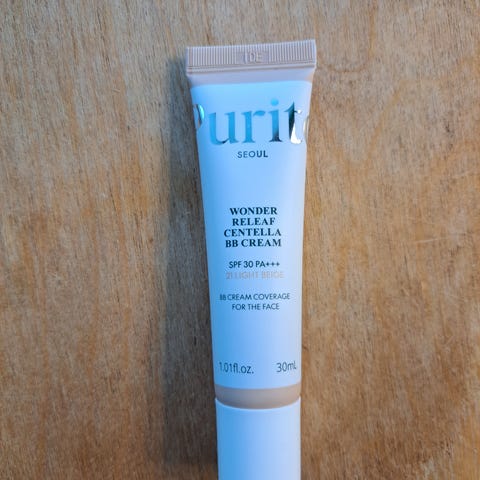 Purito
SEOUL
WONDER
RELEAF
CENTELLA
BB CREAM
SPF 30 PA+++
21 LIGHT BEIGE
BB CREAM COVERAGE
FOR THE FACE
1.01fl.oz. 30mL